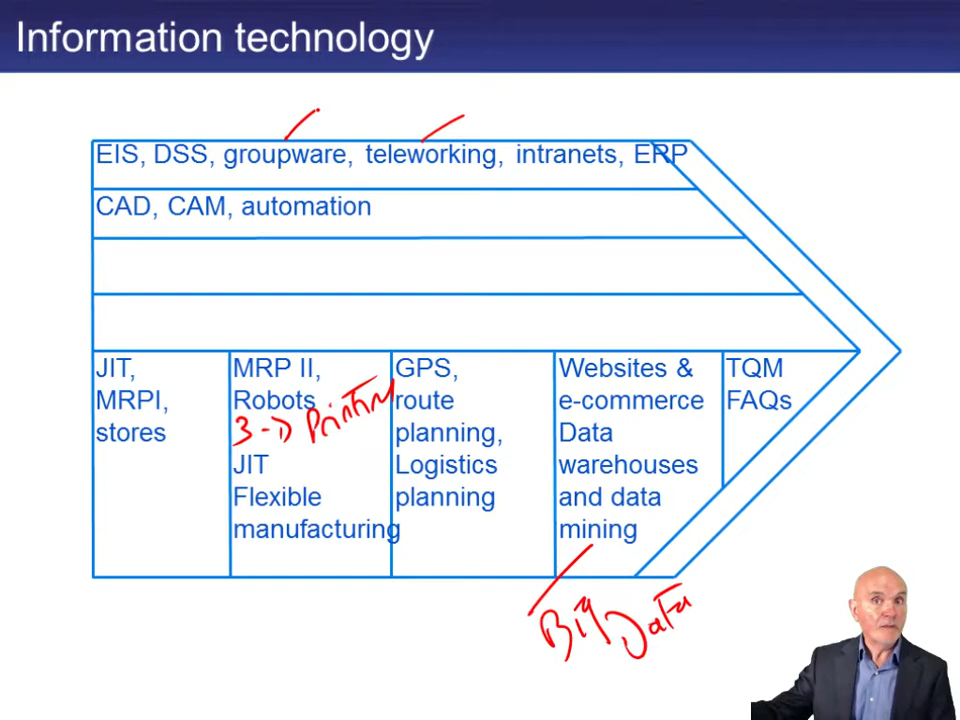 Information technology
EIS, DSS, groupware, teleworking, intranets, ERP
CAD, CAM, automation
JIT,
MRPI,
stores
MRP II,
Robots
3-D Printing
JIT
Flexible
manufacturing
GPS,
route
planning,
Logistics
planning
Websites &
e-commerce
Data
warehouses
and data
mining
TQM
FAQs
Big Data